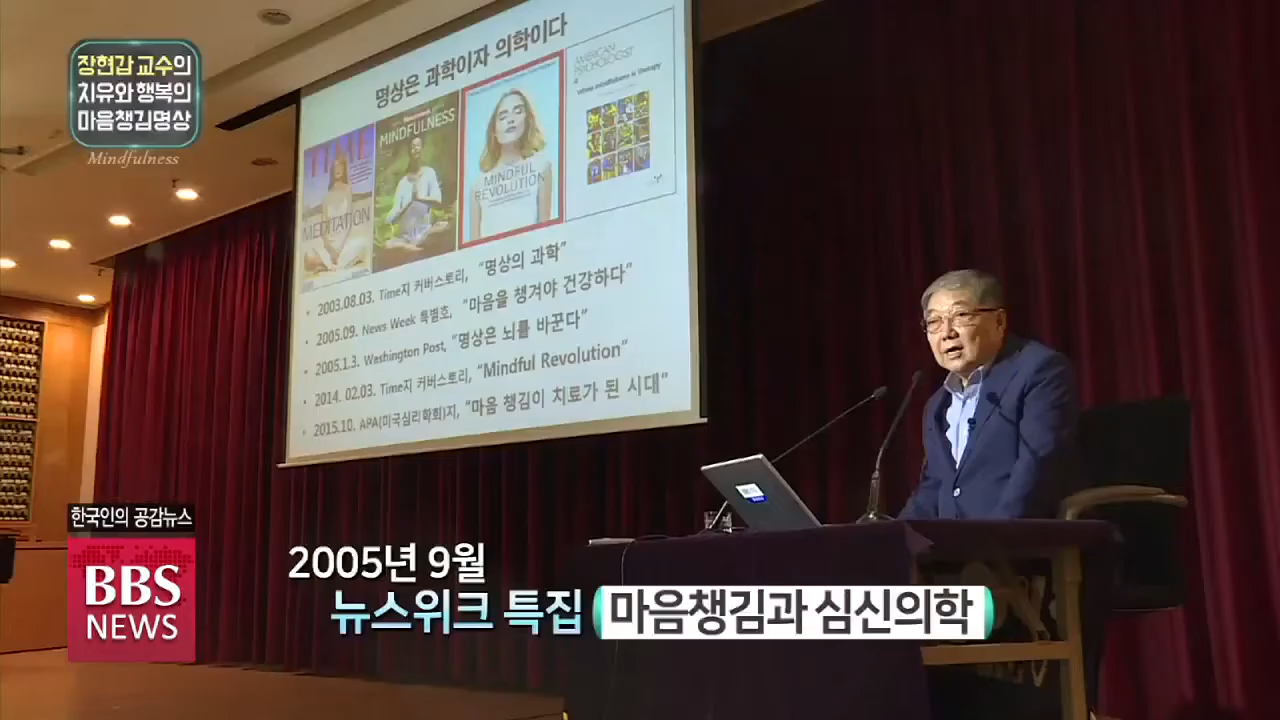 장현갑 교수의
치유와 행복의
마음챙김명상
Mindfulness
명상은 과학이자 의학이다
TIME
MEDITATION
MINDFULNESS
MINDFUL
REVOLUTION
AMERICAN
PSYCHOLOGIST
When mindfulness is therapy
• 2003.08.03. Time지 커버스토리, “명상의 과학”
• 2005.09. News Week 특별호, “마음을 챙겨야 건강하다”
• 2005.1.3. Weshington Post, “명상은 뇌를 바꾼다”
• 2014. 02.03. Time지 커버스토리, “Mindful Revolution”
• 2015.10. APA(미국심리학회)지, “마음 챙김이 치료가 된 시대”
한국인의 공감뉴스
BBS
NEWS
2005년 9월
뉴스위크 특집 마음챙김과 심신의학